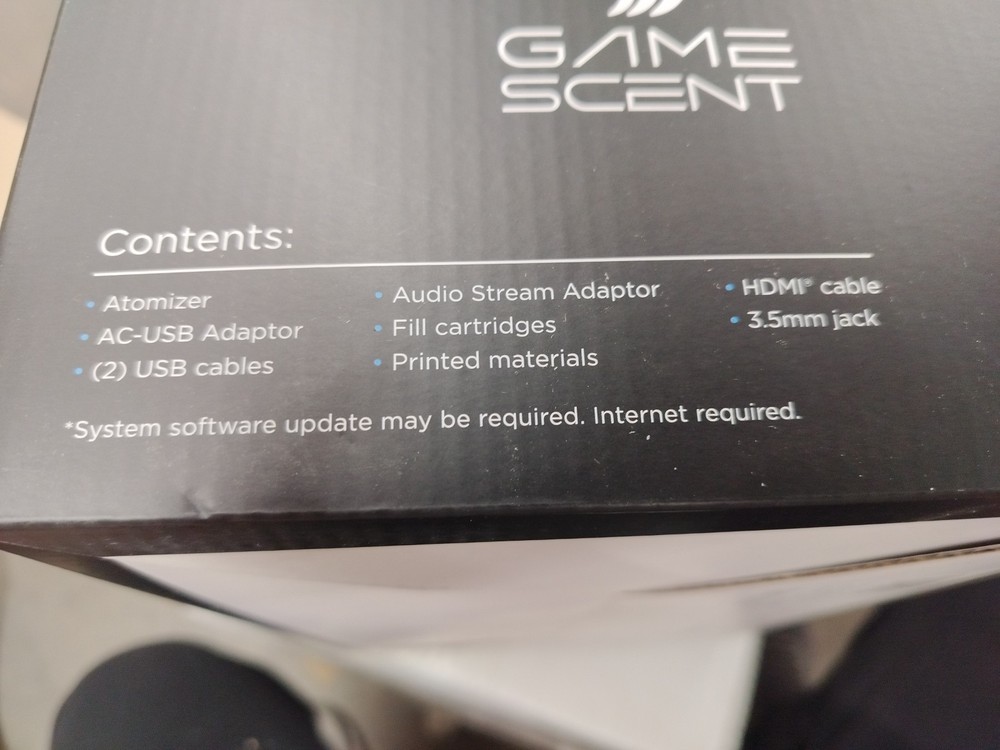 GAME
SCENT
Contents:
• Atomizer
• AC-USB Adaptor
• (2) USB cables
• Audio Stream Adaptor
• Fill cartridges
• Printed materials
• HDMI® cable
• 3.5mm jack
*System software update may be required. Internet required.